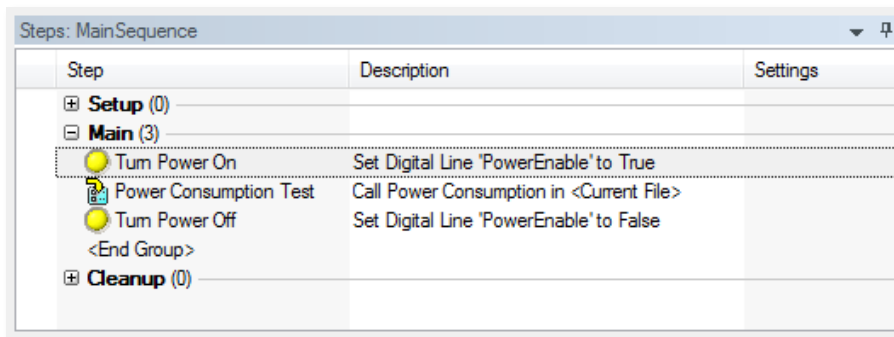 Steps: MainSequence
Step Description Settings
Setup (0)
Main (3)
Turn Power On Set Digital Line 'PowerEnable' to True
Power Consumption Test Call Power Consumption in <Current File>
Turn Power Off Set Digital Line 'PowerEnable' to False
<End Group>
Cleanup (0)